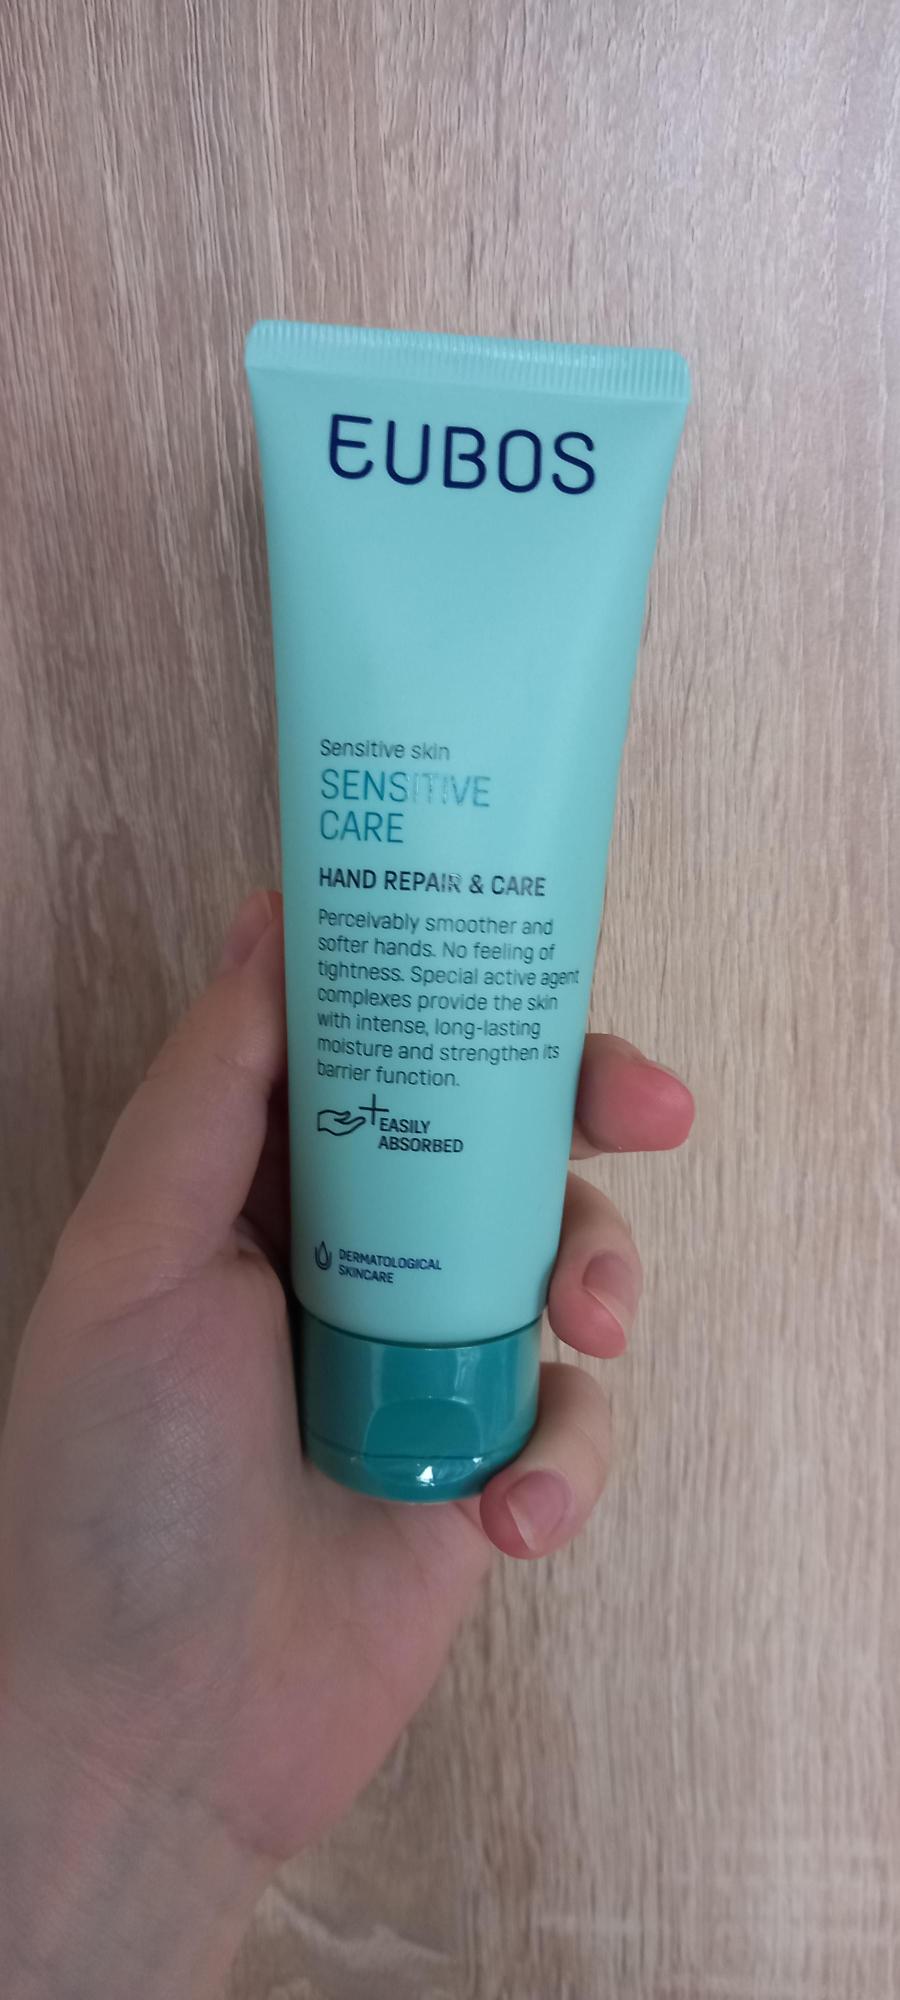 EUBOS
Sensitive skin
SENSITIVE
CARE
HAND REPAIR & CARE
Perceivably smoother and
softer hands. No feeling of
tightness. Special active agent
complexes provide the skin
with intense, long-lasting
moisture and strengthen its
barrier function.
EASILY
ABSORBED
DERMATOLOGICAL
SKINCARE